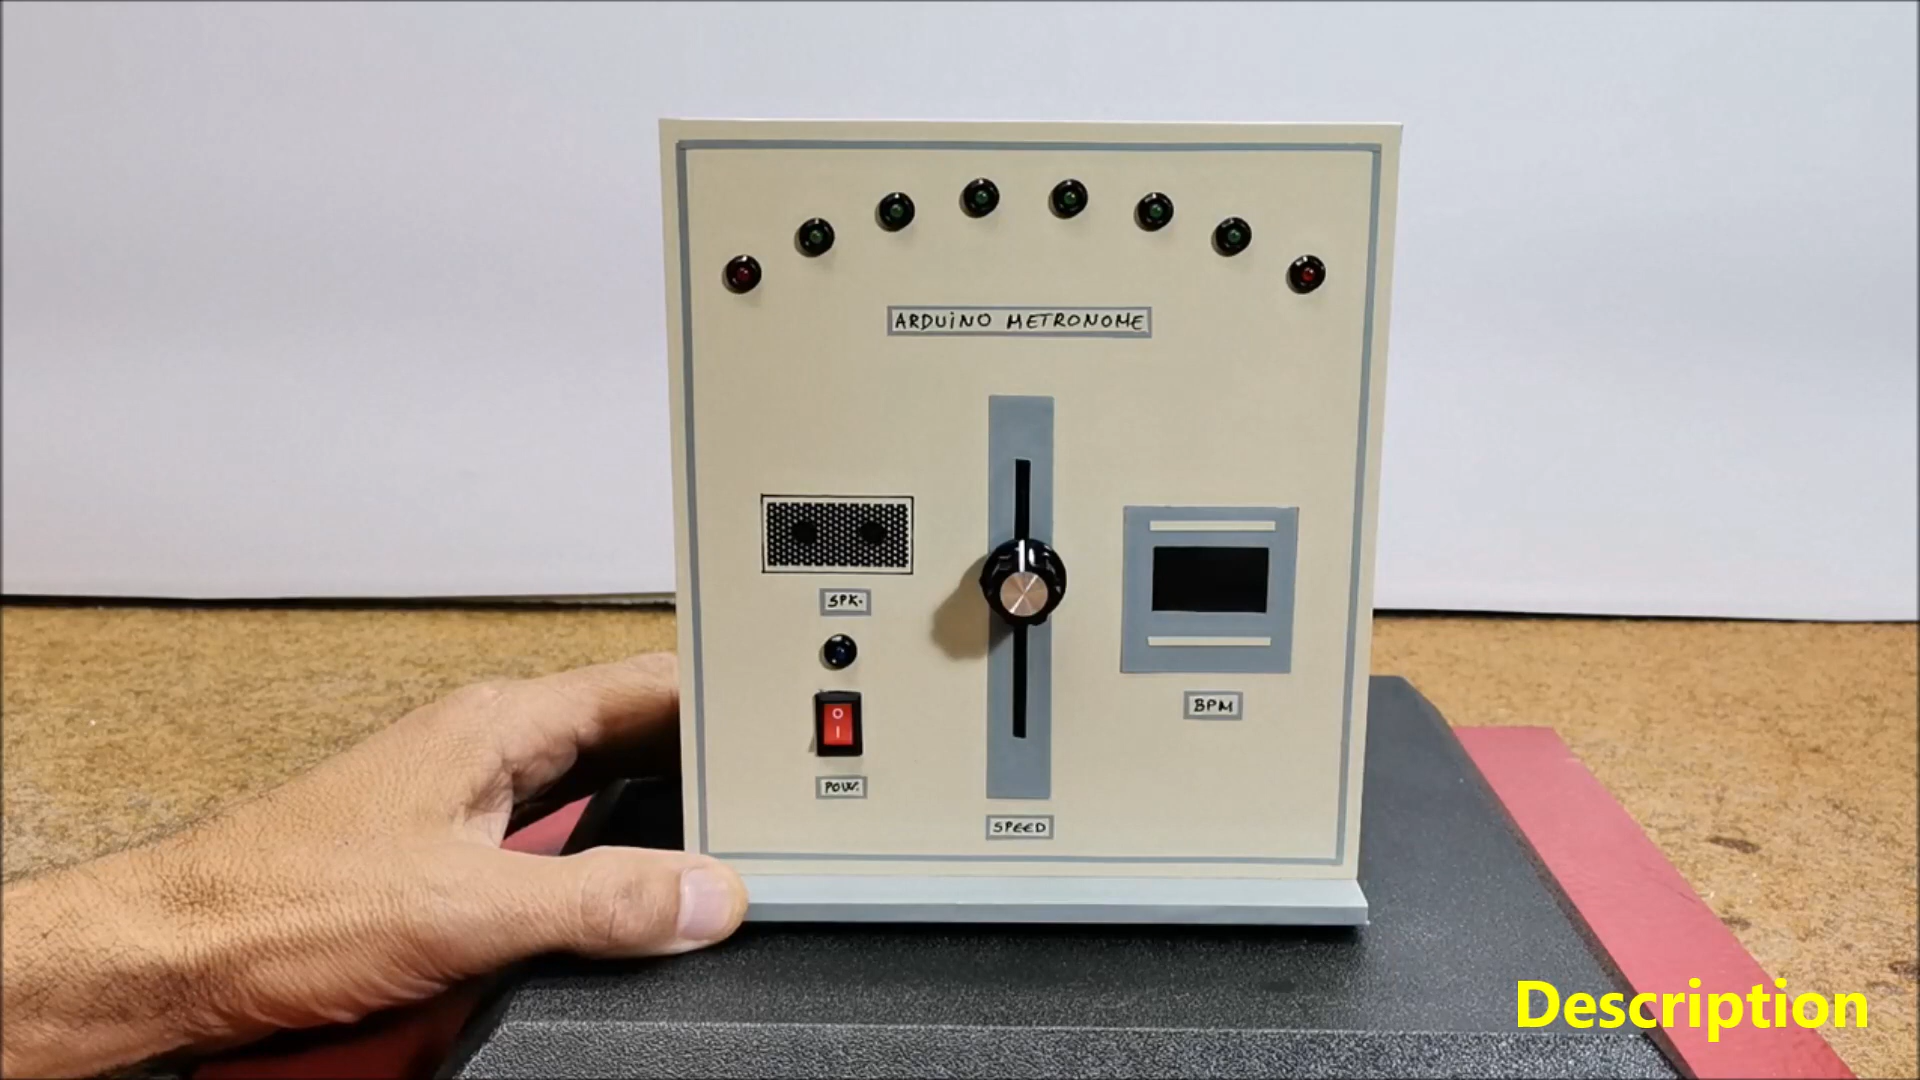 ARDUiNO METRONOME
SPK.
O
I
BPM
POW.
SPEED
Description